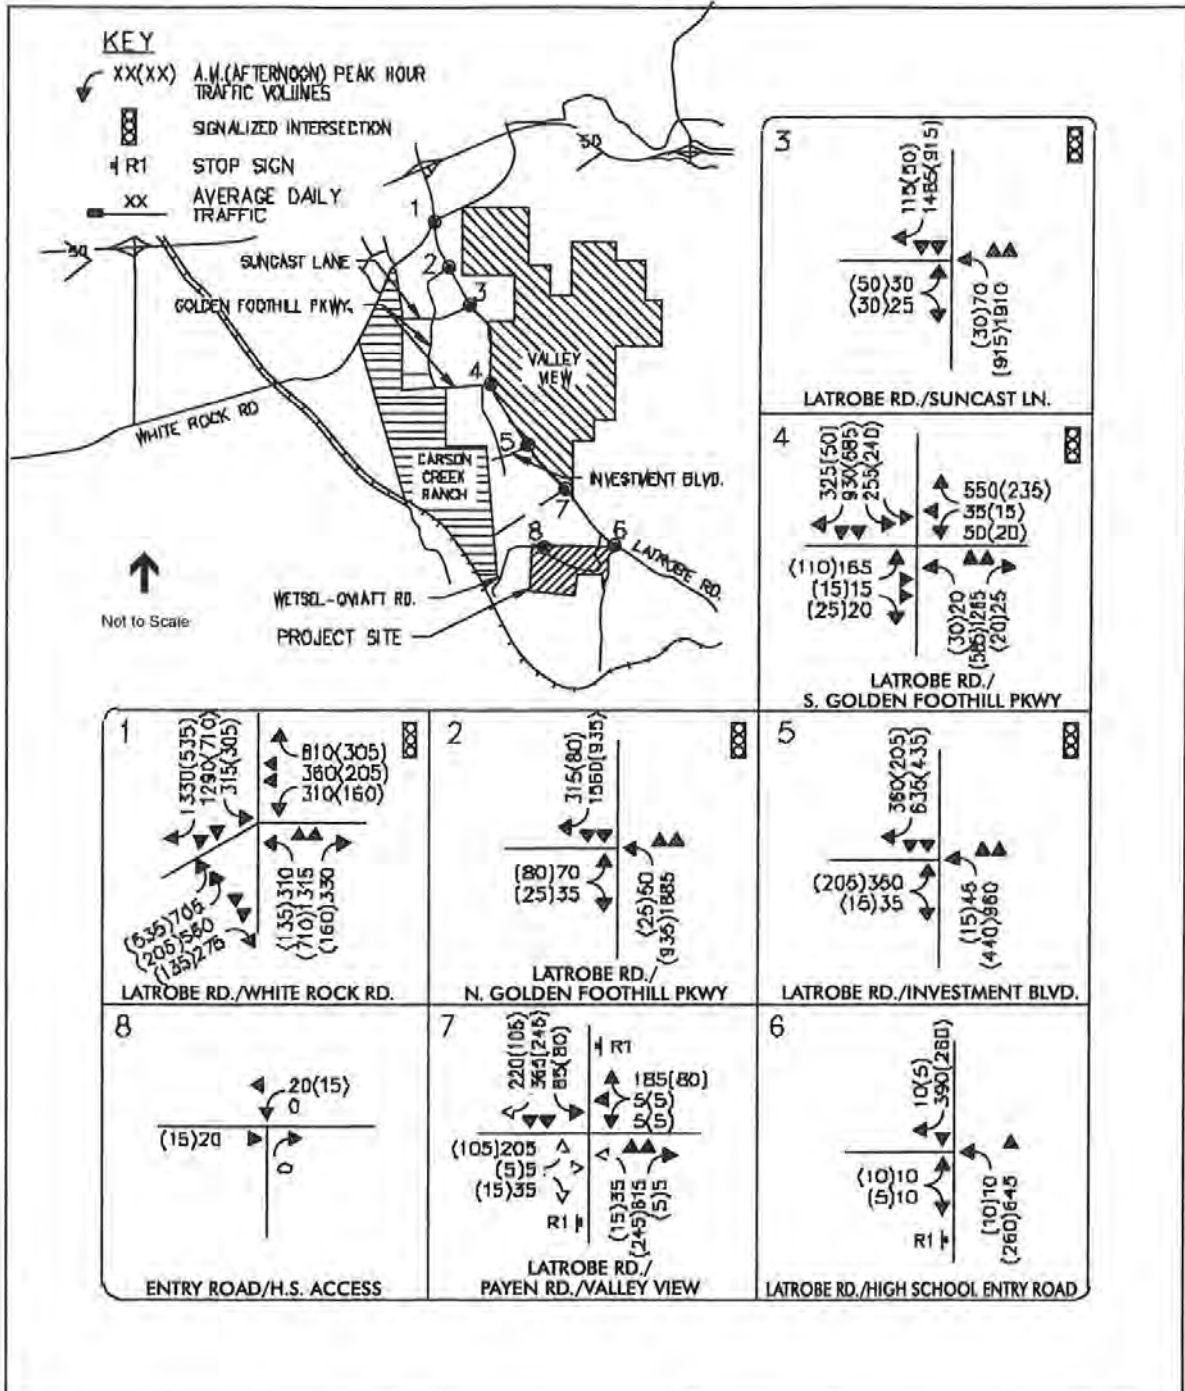 KEY
XX(XX) A.M.(AFTERNOON) PEAK HOUR
TRAFFIC VOLUMES
SIGNALIZED INTERSECTION
R1 STOP SIGN
XX AVERAGE DAILY
TRAFFIC
50
50
1
2
3
4
5
7
8
6
SUNCAST LANE
GOLDEN FOOTHILL PKWY.
VALLEY
VIEW
WHITE ROCK RD
CARSON
CREEK
RANCH
INVESTMENT BLVD.
LATROBE RD.
WETSEL-OVIATT RD.
PROJECT SITE
Not to Scale
3
115(50)
1485(915)
(50)30
(30)25
(30)70
(915)1910
LATROBE RD./SUNCAST LN.
4
325(50)
930(685)
255(240)
550(235)
35(15)
50(20)
(110)165
(15)15
(25)20
(30)20
(585)1265
(20)25
LATROBE RD./
S. GOLDEN FOOTHILL PKWY
1
1330(535)
1290(710)
315(305)
810(305)
360(205)
310(160)
(535)705
(205)550
(135)275
(135)310
(710)1315
(160)330
LATROBE RD./WHITE ROCK RD.
2
315(80)
1560(935)
(80)70
(25)35
(25)50
(935)1885
LATROBE RD./
N. GOLDEN FOOTHILL PKWY
5
360(205)
635(435)
(205)350
(15)35
(15)45
(440)960
LATROBE RD./INVESTMENT BLVD.
8
20(15)
0
(15)20
0
ENTRY ROAD/H.S. ACCESS
7
220(105)
365(245)
85(80)
R1
185(80)
5(5)
5(5)
(105)205
(5)5
(15)35
R1
(15)35
(245)615
(5)5
LATROBE RD./
PAYEN RD./VALLEY VIEW
6
10(5)
390(260)
(10)10
(5)10
R1
(10)10
(260)645
LATROBE RD./HIGH SCHOOL ENTRY ROAD